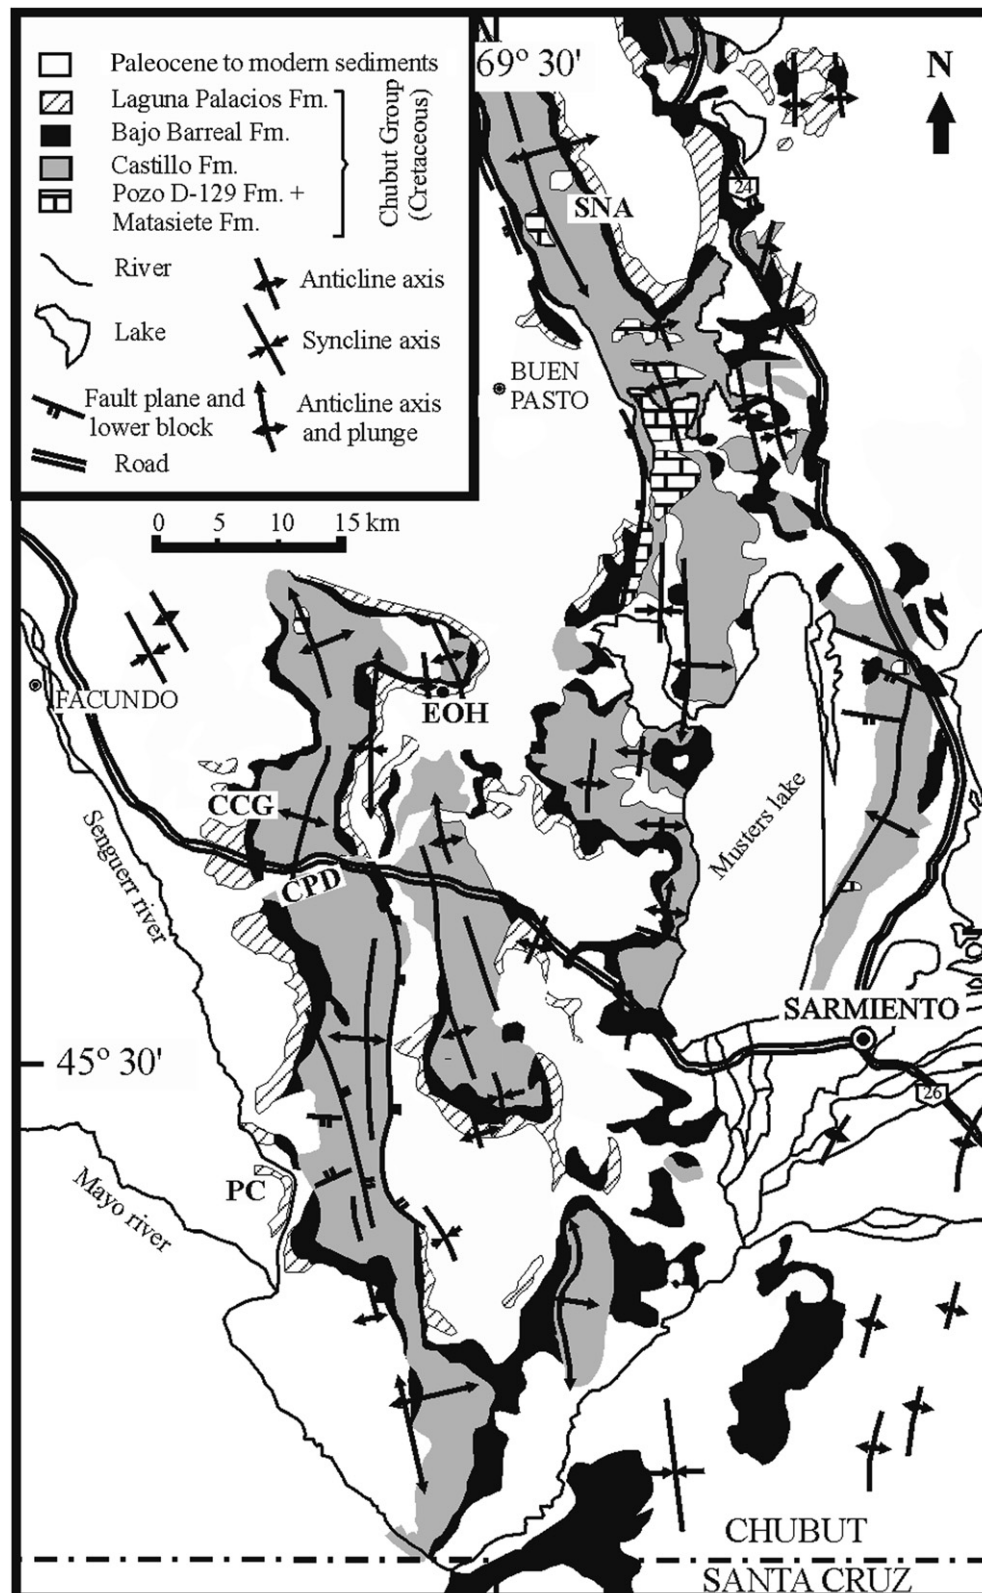 Paleocene to modern sediments
Laguna Palacios Fm.
Bajo Barreal Fm.
Castillo Fm.
Pozo D-129 Fm. +
Matasiete Fm.
Chubut Group
(Cretaceous)
River
Lake
Fault plane and
lower block
Road
Anticline axis
Syncline axis
Anticline axis
and plunge
N
69º 30'
N
24
SNA
BUEN
PASTO
0 5 10 15 km
FACUNDO
EOH
CCG
CPD
Senguerr river
Musters lake
SARMIENTO
45º 30'
26
PC
Mayo river
CHUBUT
SANTA CRUZ